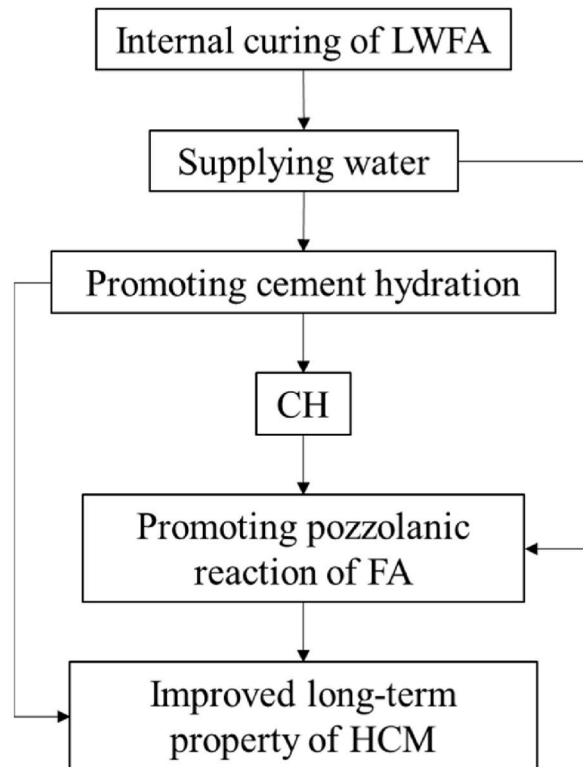 Internal curing of LWFA
Supplying water
Promoting cement hydration
CH
Promoting pozzolanic
reaction of FA
Improved long-term
property of HCM